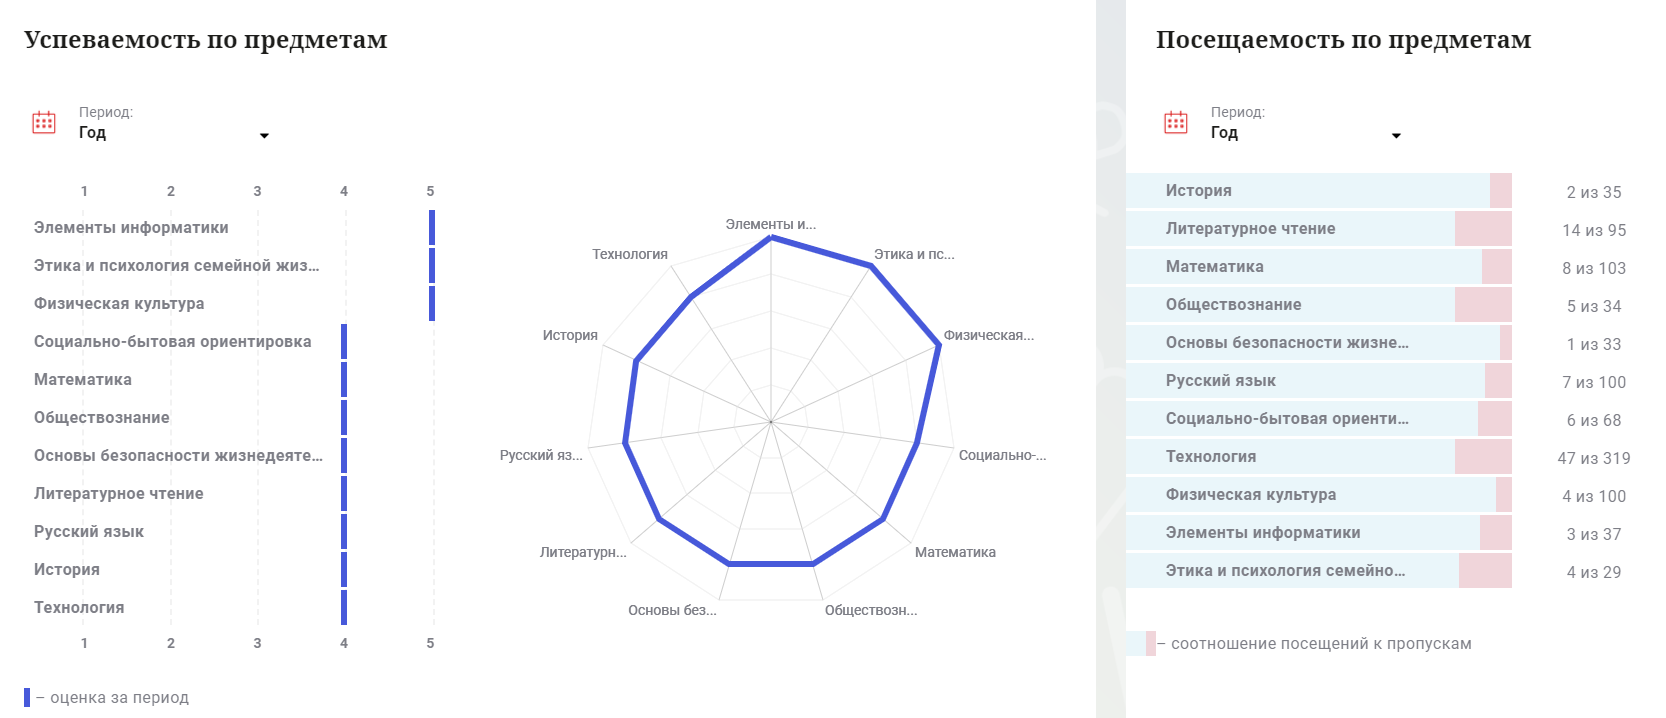 Успеваемость по предметам
Период:
Год
1 2 3 4 5
Элементы информатики
Этика и психология семейной жиз...
Физическая культура
Социально-бытовая ориентировка
Математика
Обществознание
Основы безопасности жизнедеяте...
Литературное чтение
Русский язык
История
Технология
1 2 3 4 5
– оценка за период
Элементы и...
Этика и пс...
Физическая...
Социально-...
Математика
Обществозн...
Основы без...
Литературн...
Русский яз...
История
Технология
Посещаемость по предметам
Период:
Год
История 2 из 35
Литературное чтение 14 из 95
Математика 8 из 103
Обществознание 5 из 34
Основы безопасности жизне... 1 из 33
Русский язык 7 из 100
Социально-бытовая ориенти... 6 из 68
Технология 47 из 319
Физическая культура 4 из 100
Элементы информатики 3 из 37
Этика и психология семейно... 4 из 29
– соотношение посещений к пропускам